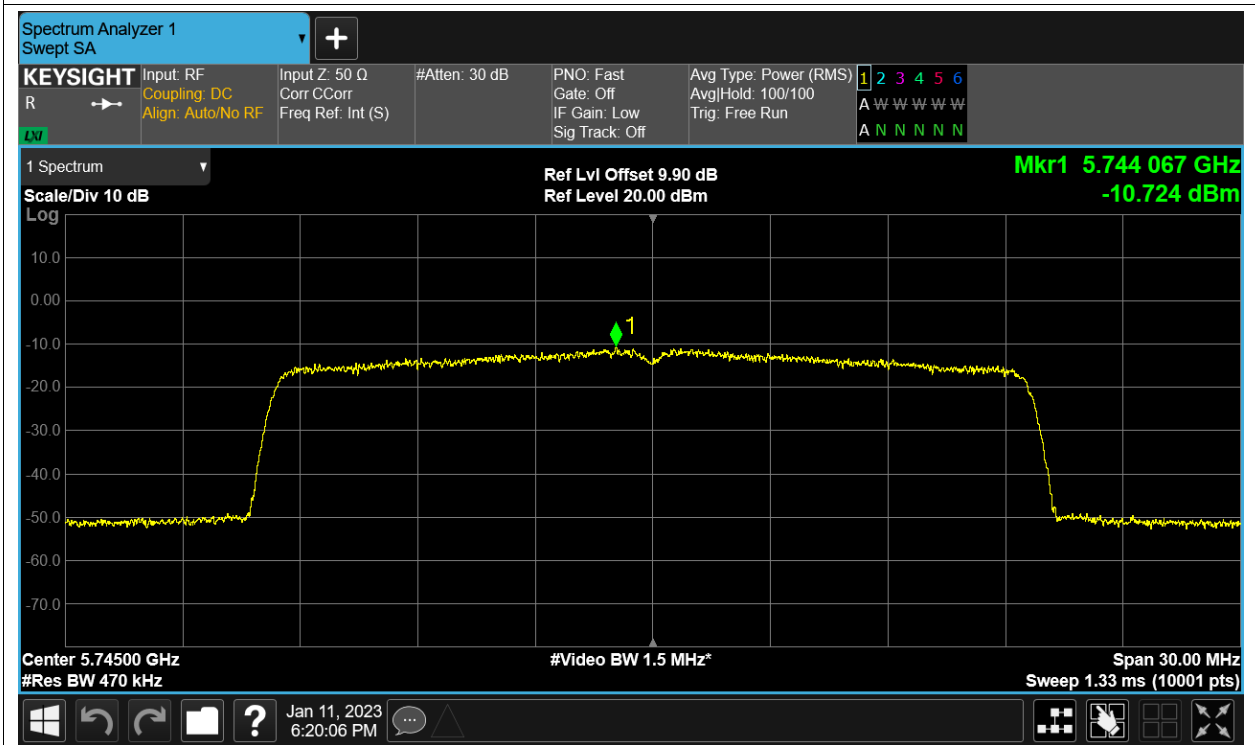 Spectrum Analyzer 1
Swept SA
KEYSIGHT
R
LXI
Input: RF
Coupling: DC
Align: Auto/No RF
Input Z: 50 Ω
Corr CCorr
Freq Ref: Int (S)
#Atten: 30 dB
PNO: Fast
Gate: Off
IF Gain: Low
Sig Track: Off
Avg Type: Power (RMS)
Avg|Hold: 100/100
Trig: Free Run
1 2 3 4 5 6
A W W W W W
A N N N N N
1 Spectrum
Scale/Div 10 dB
Log
Ref Lvl Offset 9.90 dB
Ref Level 20.00 dBm
Mkr1 5.744 067 GHz
-10.724 dBm
10.0
0.00
-10.0
-20.0
-30.0
-40.0
-50.0
-60.0
-70.0
1
Center 5.74500 GHz
#Res BW 470 kHz
#Video BW 1.5 MHz*
Span 30.00 MHz
Sweep 1.33 ms (10001 pts)
?
Jan 11, 2023
6:20:06 PM